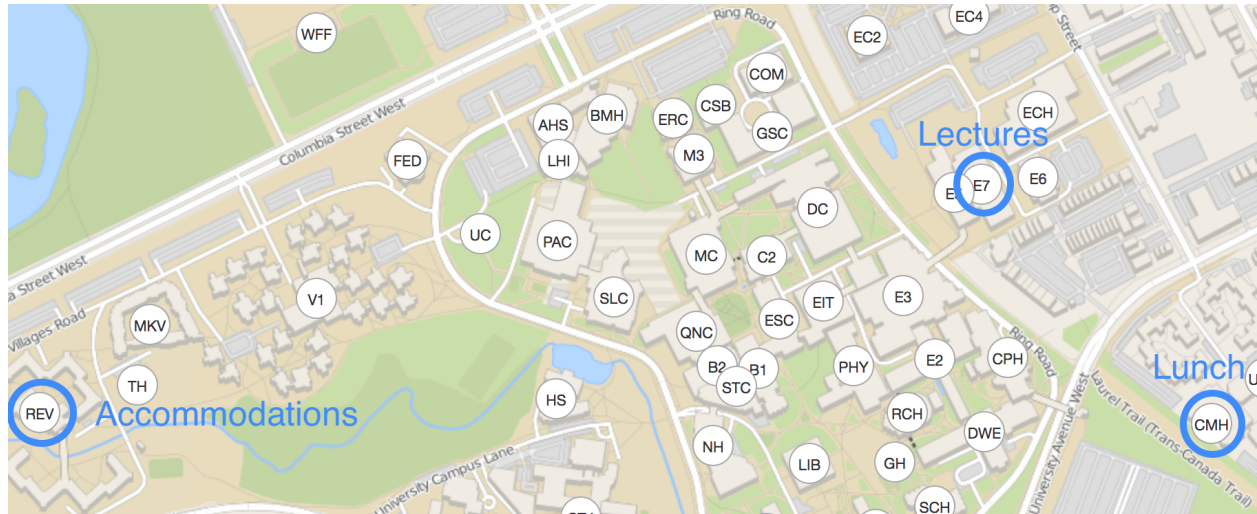 WFF
Ring Road
EC2
EC4
COM
ECH
Columbia Street West
AHS
BMH
ERC
CSB
GSC
Lectures
LHI
M3
FED
E7
E6
DC
UC
PAC
MC
C2
V1
SLC
EIT
E3
ESC
MKV
QNC
Villages Road
Ring Road
B2
B1
STC
PHY
E2
CPH
Lunch
TH
REV
Accommodations
HS
RCH
CMH
DWE
NH
LIB
GH
University Campus Lane
University Avenue West
Laurel Trail (Trans-Canada Trail)
SCH